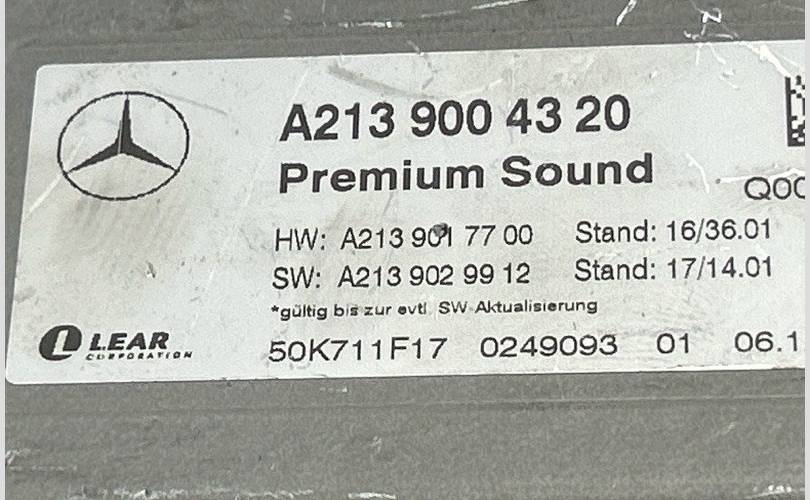 A213 900 43 20
Premium Sound
Q00
HW: A213 901 77 00 Stand: 16/36.01
SW: A213 902 99 12 Stand: 17/14.01
*gültig bis zur evtl. SW-Aktualisierung
LEAR
CORPORATION
50K711F17 0249093 01 06.1